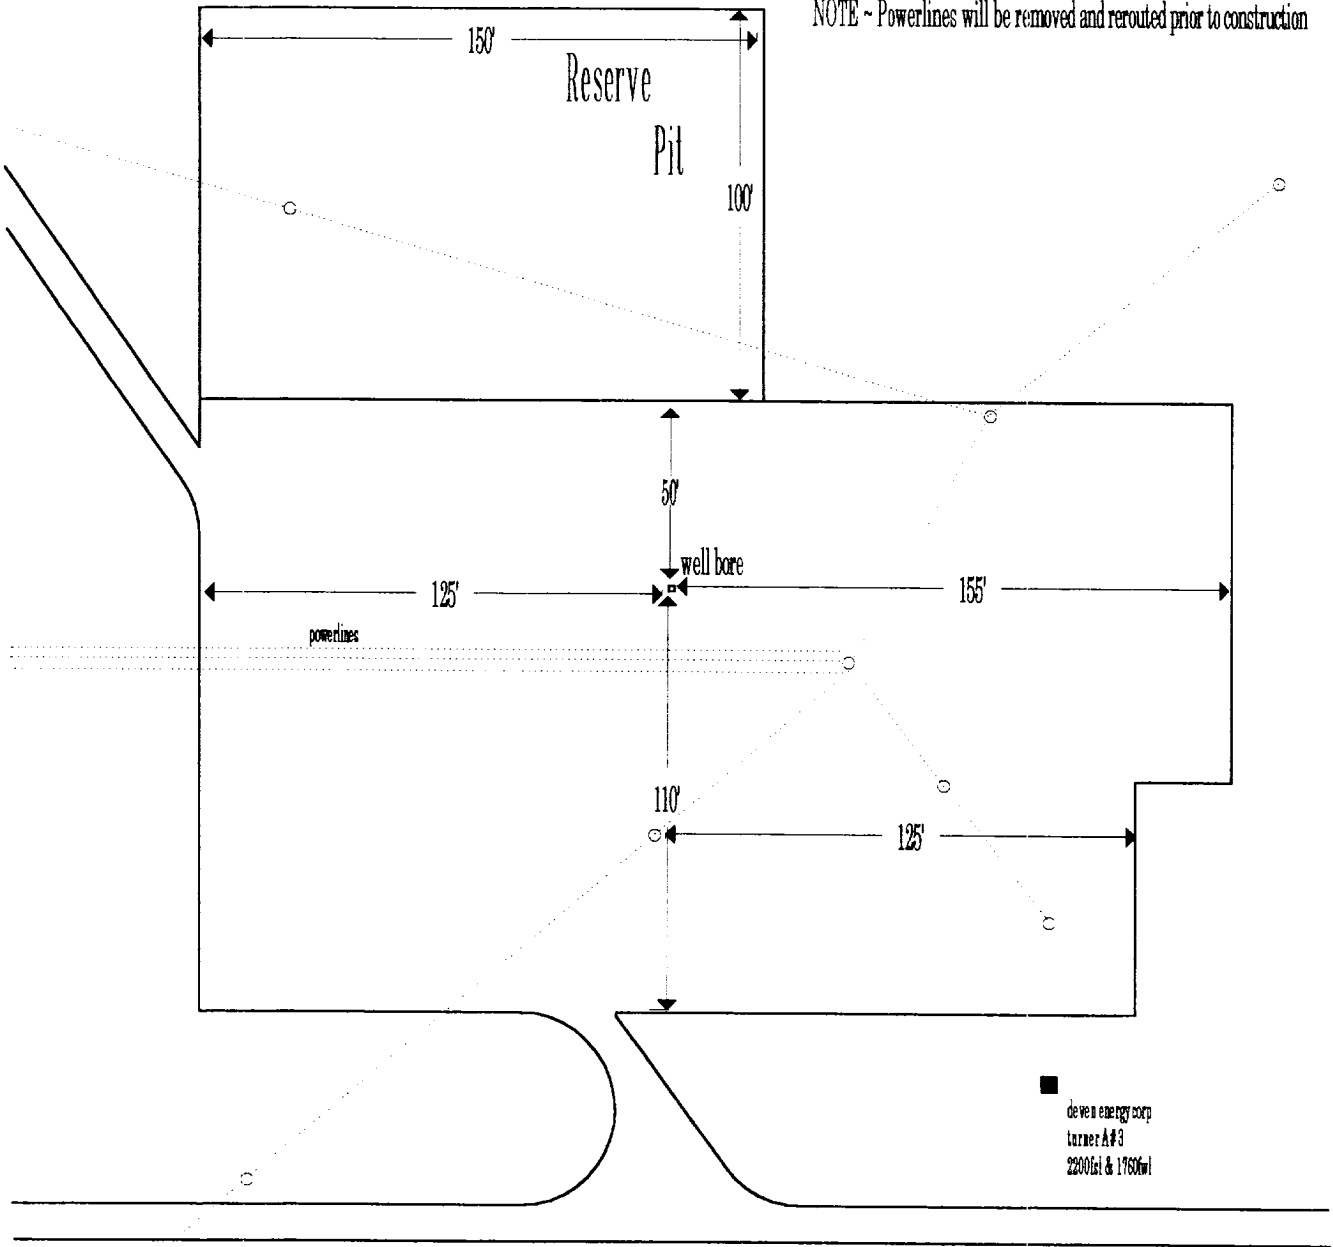 NOTE ~ Powerlines will be removed and rerouted prior to construction
150'
Reserve
Pit
100'
50'
well bore
125'
155'
powerlines
110'
125'
deven energy corp
turner A#3
2200fsl & 1760fwl